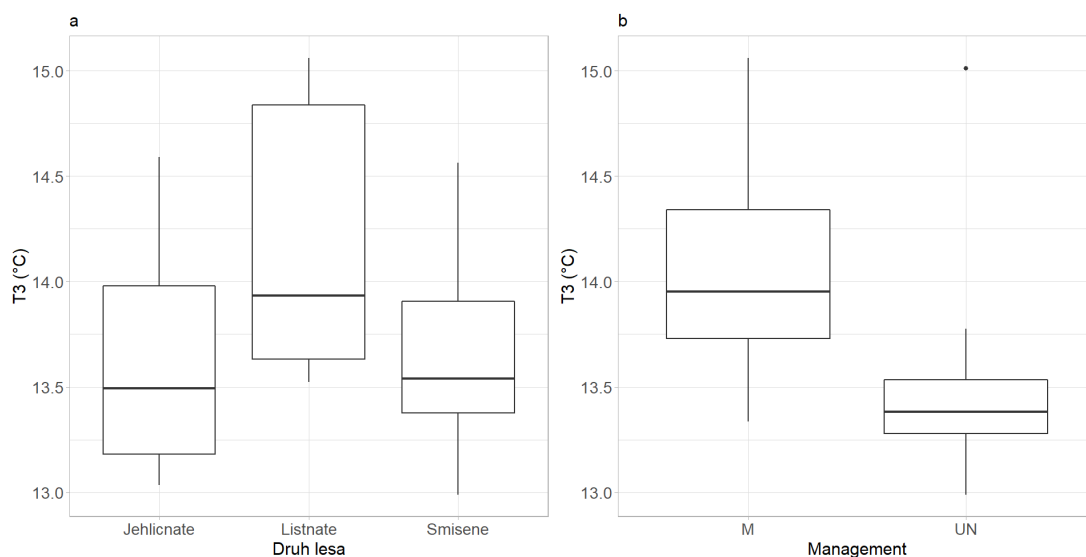 a
T3 (°C)
15.0
14.5
14.0
13.5
13.0
Jehlicnate Listnate Smisene
Druh lesa
b
T3 (°C)
15.0
14.5
14.0
13.5
13.0
M UN
Management